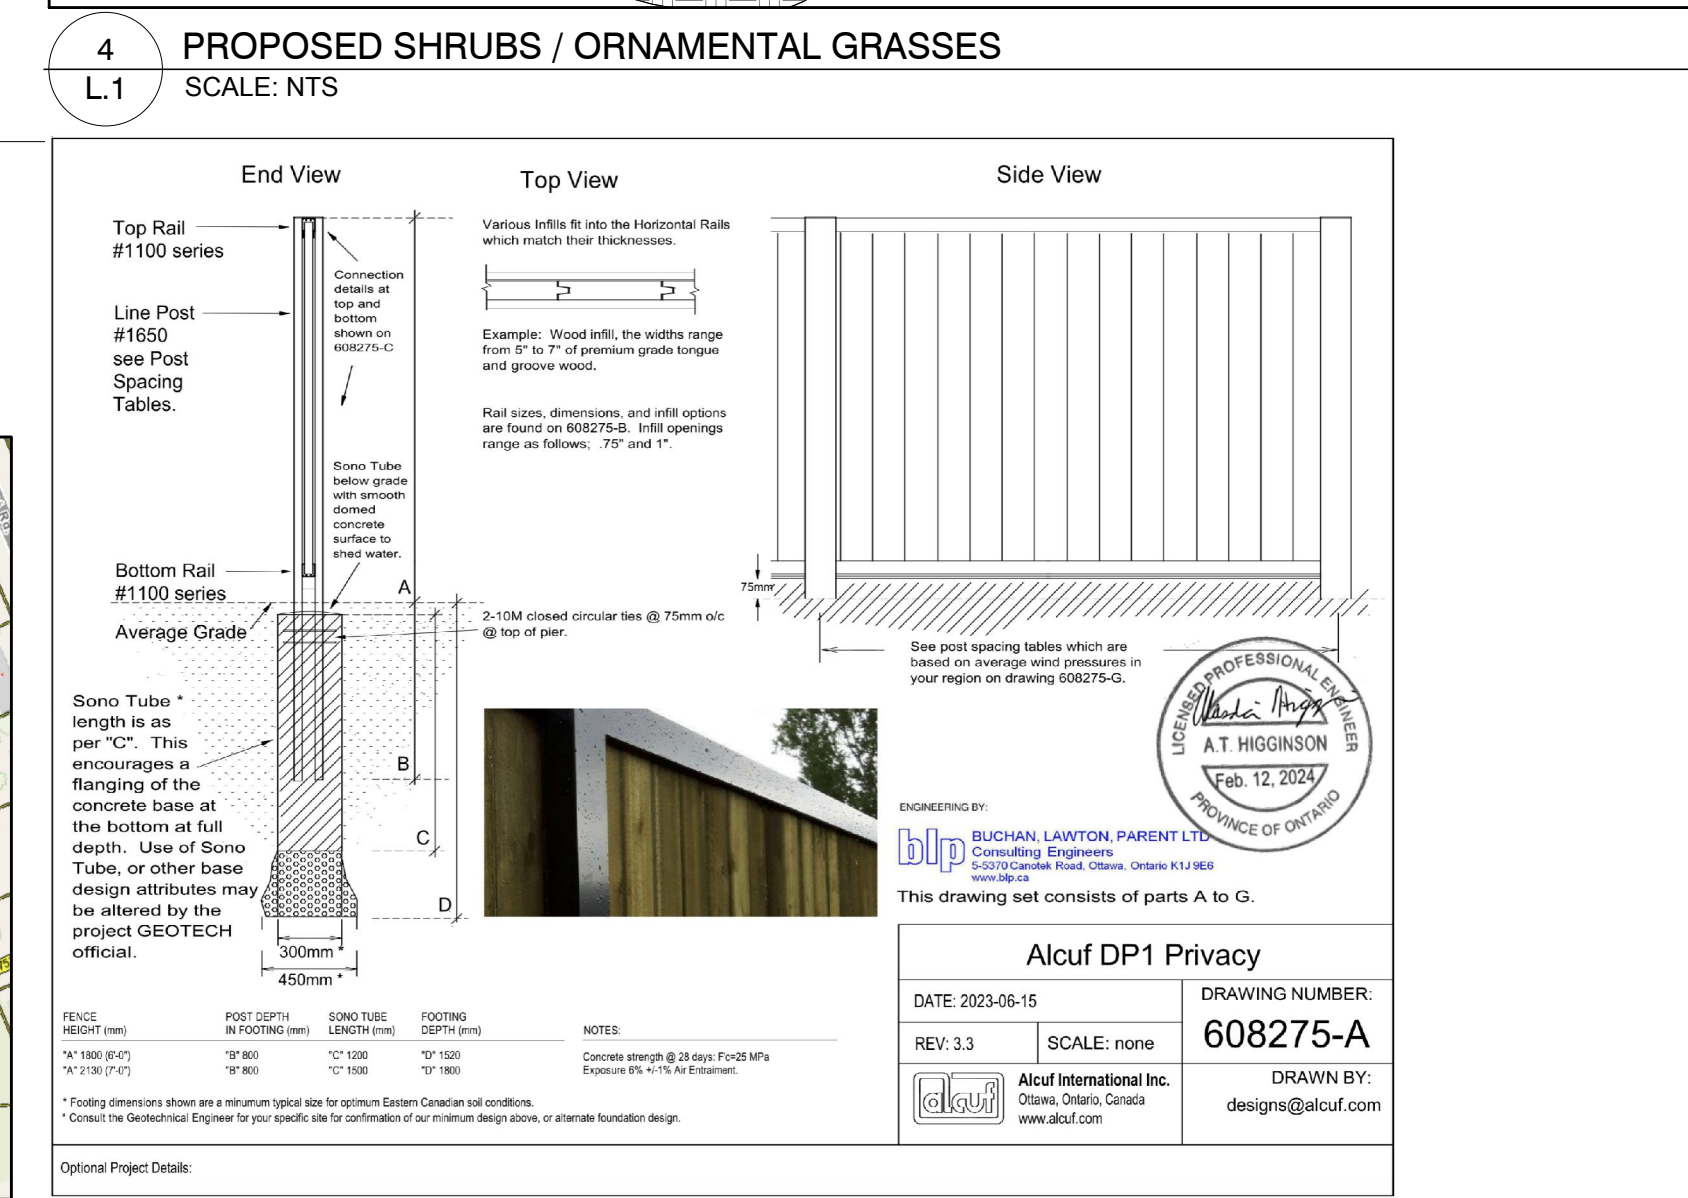 4
L.1
PROPOSED SHRUBS / ORNAMENTAL GRASSES
SCALE: NTS
End View
Top View
Side View
Top Rail
#1100 series
Line Post
#1650
see Post
Spacing
Tables.
Connection
details at
top and
bottom
shown on
608275-C
Sono Tube
below grade
with smooth
domed
concrete
surface to
shed water.
Bottom Rail
#1100 series
Average Grade
A
B
C
D
Sono Tube *
length is as
per "C". This
encourages a
flanging of the
concrete base at
the bottom at full
depth. Use of Sono
Tube, or other base
design attributes may
be altered by the
project GEOTECH
official.
300mm *
450mm *
Various Infills fit into the Horizontal Rails
which match their thicknesses.
Example: Wood infill, the widths range
from 5" to 7" of premium grade tongue
and groove wood.
Rail sizes, dimensions, and infill options
are found on 608275-B. Infill openings
range as follows; .75" and 1".
2-10M closed circular ties @ 75mm o/c
@ top of pier.
75mm
See post spacing tables which are
based on average wind pressures in
your region on drawing 608275-G.
LICENSED PROFESSIONAL ENGINEER
A.T. HIGGINSON
Feb. 12, 2024
PROVINCE OF ONTARIO
ENGINEERING BY:
blp
BUCHAN, LAWTON, PARENT LTD
Consulting Engineers
5-5370 Canotek Road, Ottawa, Ontario K1J 9E6
www.blp.ca
This drawing set consists of parts A to G.
FENCE HEIGHT (mm) POST DEPTH IN FOOTING (mm) SONO TUBE LENGTH (mm) FOOTING DEPTH (mm)
"A" 1800 (6'-0") "B" 800 "C" 1200 "D" 1520
"A" 2130 (7'-0") "B" 800 "C" 1500 "D" 1800
NOTES:
Concrete strength @ 28 days: F'c=25 MPa
Exposure 6% +/-1% Air Entraiment.
* Footing dimensions shown are a minumum typical size for optimum Eastern Canadian soil conditions.
* Consult the Geotechnical Engineer for your specific site for confirmation of our minimum design above, or alternate foundation design.
Alcuf DP1 Privacy
DATE: 2023-06-15
REV: 3.3
SCALE: none
DRAWING NUMBER:
608275-A
alcuf
Alcuf International Inc.
Ottawa, Ontario, Canada
www.alcuf.com
DRAWN BY:
designs@alcuf.com
Optional Project Details:
Rd
75